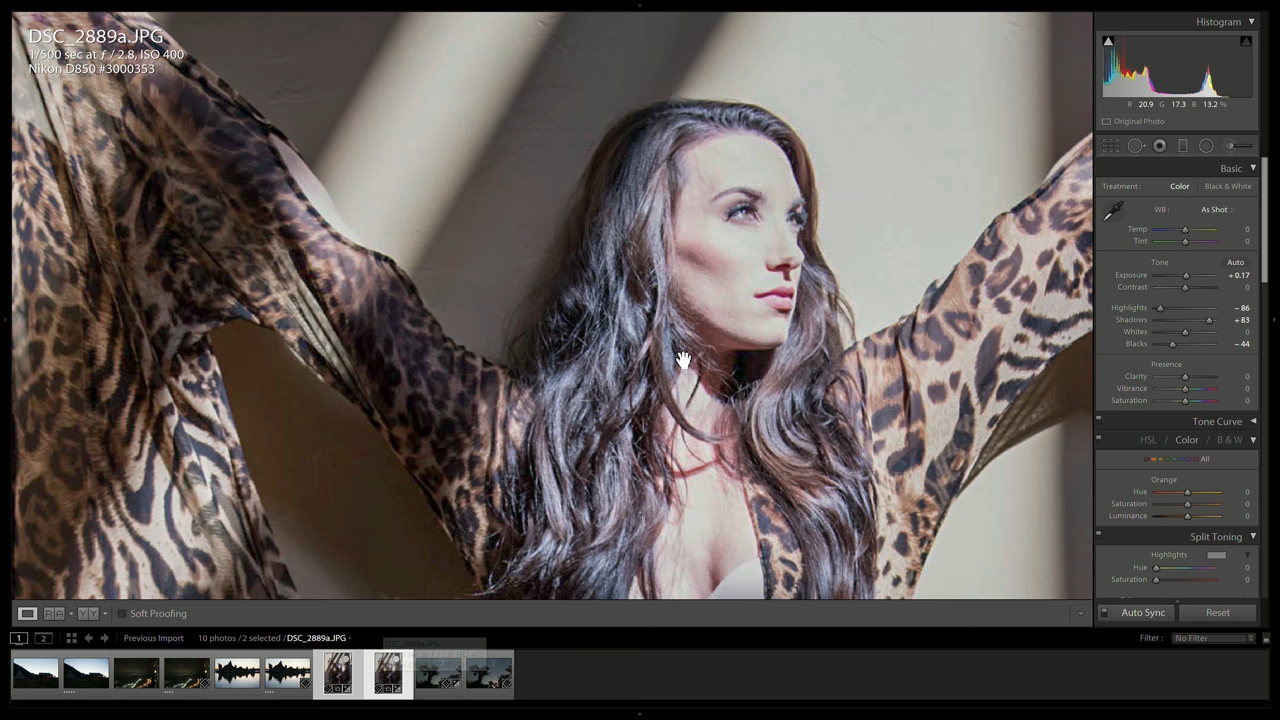 DSC_2889a.JPG
1/500 sec at ƒ / 2.8, ISO 400
Nikon D850 #3000353
Histogram
R 20.9 G 17.3 B 13.2 %
Original Photo
Basic
Treatment : Color | Black & White
WB : As Shot
Temp 0
Tint 0
Tone Auto
Exposure + 0.17
Contrast 0
Highlights – 86
Shadows + 83
Whites 0
Blacks – 44
Presence
Clarity 0
Vibrance 0
Saturation 0
Tone Curve
HSL / Color / B & W
All
Orange
Hue 0
Saturation 0
Luminance 0
Split Toning
Highlights
Hue 0
Saturation 0
Soft Proofing
Auto Sync Reset
1 2 Previous Import 10 photos / 2 selected / DSC_2889a.JPG
Filter : No Filter